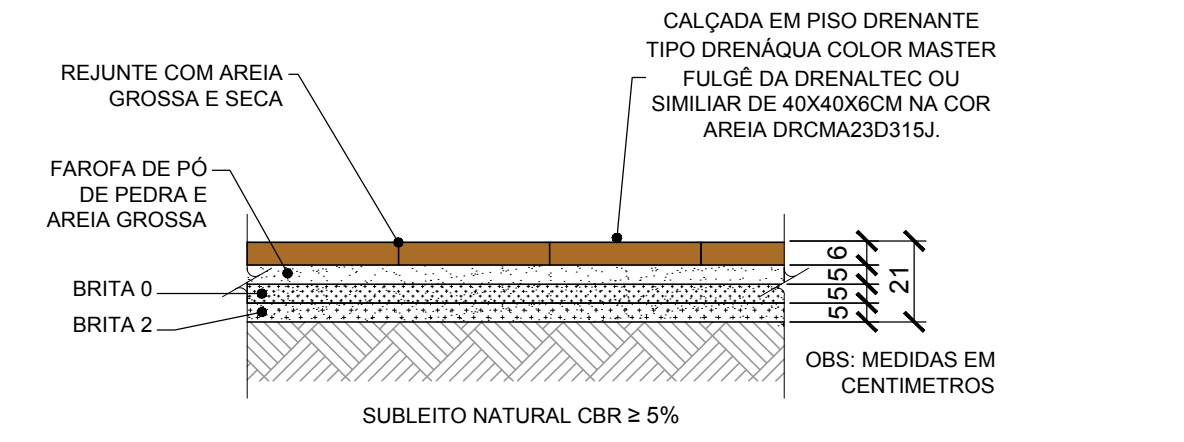 CALÇADA EM PISO DRENANTE
TIPO DRENÁQUA COLOR MASTER
FULGÊ DA DRENALTEC OU
SIMILIAR DE 40X40X6CM NA COR
AREIA DRCMA23D315J.
REJUNTE COM AREIA
GROSSA E SECA
FAROFA DE PÓ
DE PEDRA E
AREIA GROSSA
BRITA 0
BRITA 2
6
5
5
5
21
OBS: MEDIDAS EM
CENTIMETROS
SUBLEITO NATURAL CBR ≥ 5%